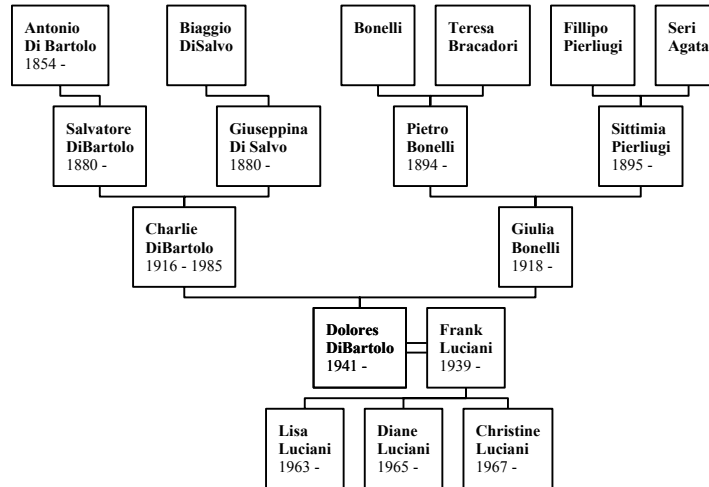 Antonio
Di Bartolo
1854 -
Biaggio
DiSalvo
Bonelli
Teresa
Bracadori
Fillipo
Pierliugi
Seri
Agata
Salvatore
DiBartolo
1880 -
Giuseppina
Di Salvo
1880 -
Pietro
Bonelli
1894 -
Sittimia
Pierliugi
1895 -
Charlie
DiBartolo
1916 - 1985
Giulia
Bonelli
1918 -
Dolores
DiBartolo
1941 -
Frank
Luciani
1939 -
Lisa
Luciani
1963 -
Diane
Luciani
1965 -
Christine
Luciani
1967 -